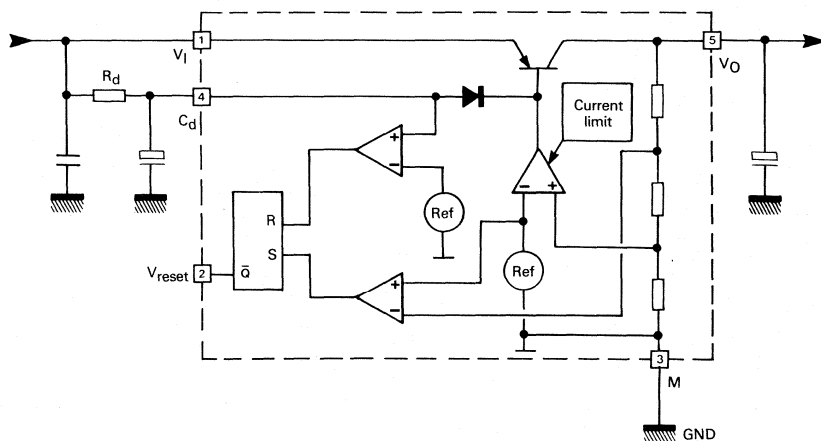 1
V_I
R_d
4
C_d
5
V_O
Current
limit
+
−
Ref
−
+
R
S
Q̅
2
V_reset
Ref
+
−
3
M
GND